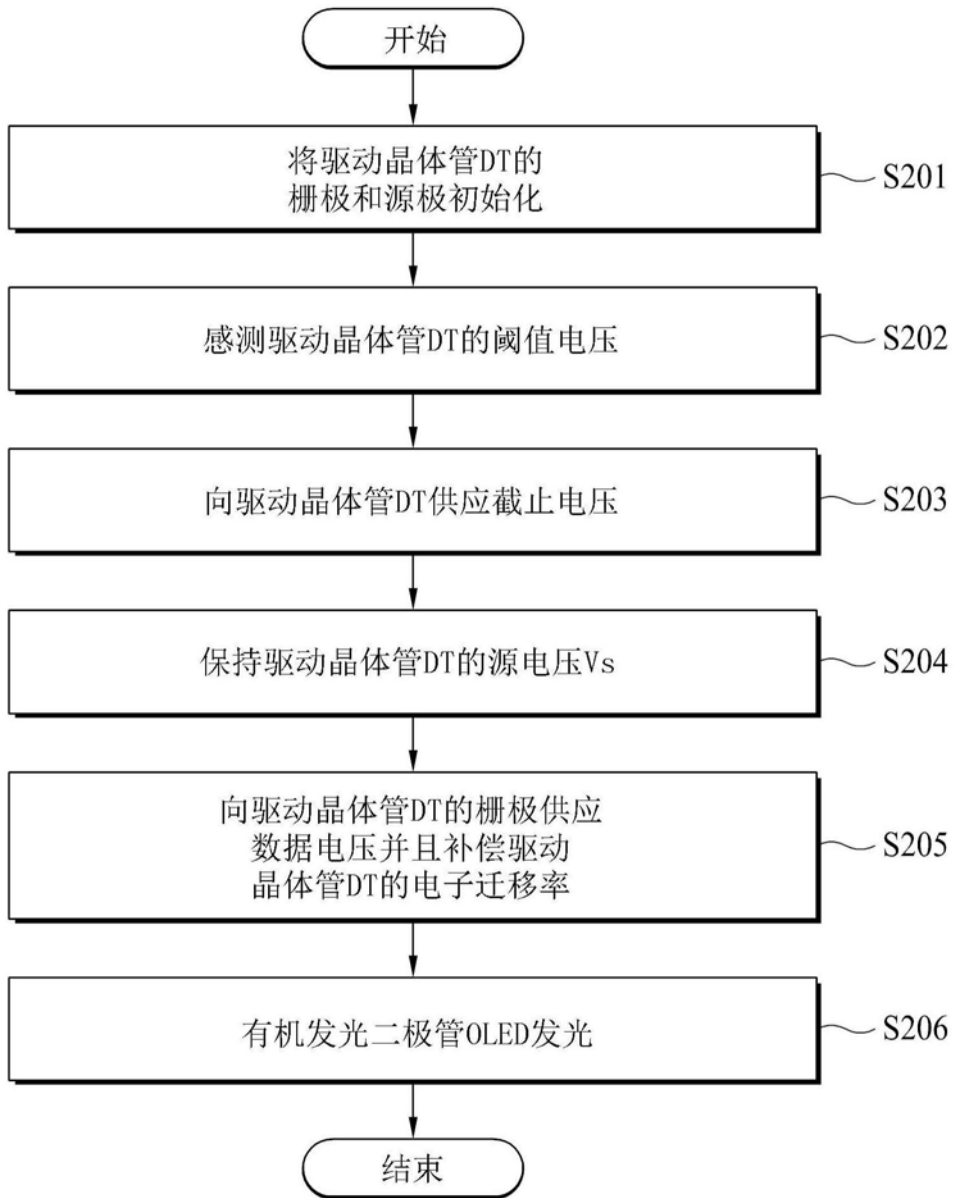 开始
将驱动晶体管DT的
栅极和源极初始化
S201
感测驱动晶体管DT的阈值电压
S202
向驱动晶体管DT供应截止电压
S203
保持驱动晶体管DT的源电压Vs
S204
向驱动晶体管DT的栅极供应
数据电压并且补偿驱动
晶体管DT的电子迁移率
S205
有机发光二极管OLED发光
S206
结束